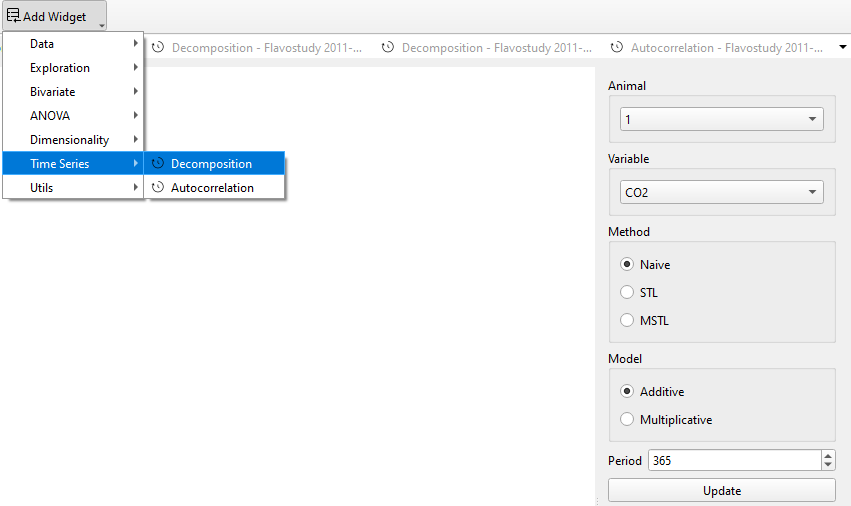 Add Widget
Data
Exploration
Bivariate
ANOVA
Dimensionality
Time Series
Utils
Decomposition
Autocorrelation
Decomposition - Flavostudy 2011-...
Decomposition - Flavostudy 2011-...
Autocorrelation - Flavostudy 2011-...
Animal
1
Variable
CO2
Method
Naive
STL
MSTL
Model
Additive
Multiplicative
Period 365
Update